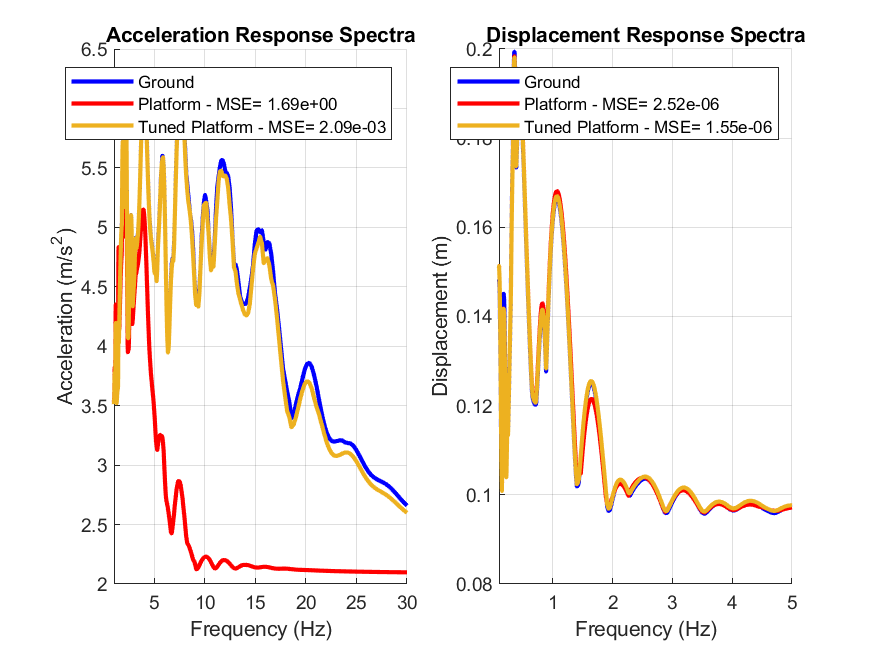 Acceleration Response Spectra
6.5
5.5
5
4.5
4
3.5
3
2.5
2
Acceleration (m/s²)
Ground
Platform - MSE= 1.69e+00
Tuned Platform - MSE= 2.09e-03
5 10 15 20 25 30
Frequency (Hz)
Displacement Response Spectra
0.2
0.16
0.14
0.12
0.1
0.08
Displacement (m)
Ground
Platform - MSE= 2.52e-06
Tuned Platform - MSE= 1.55e-06
1 2 3 4 5
Frequency (Hz)